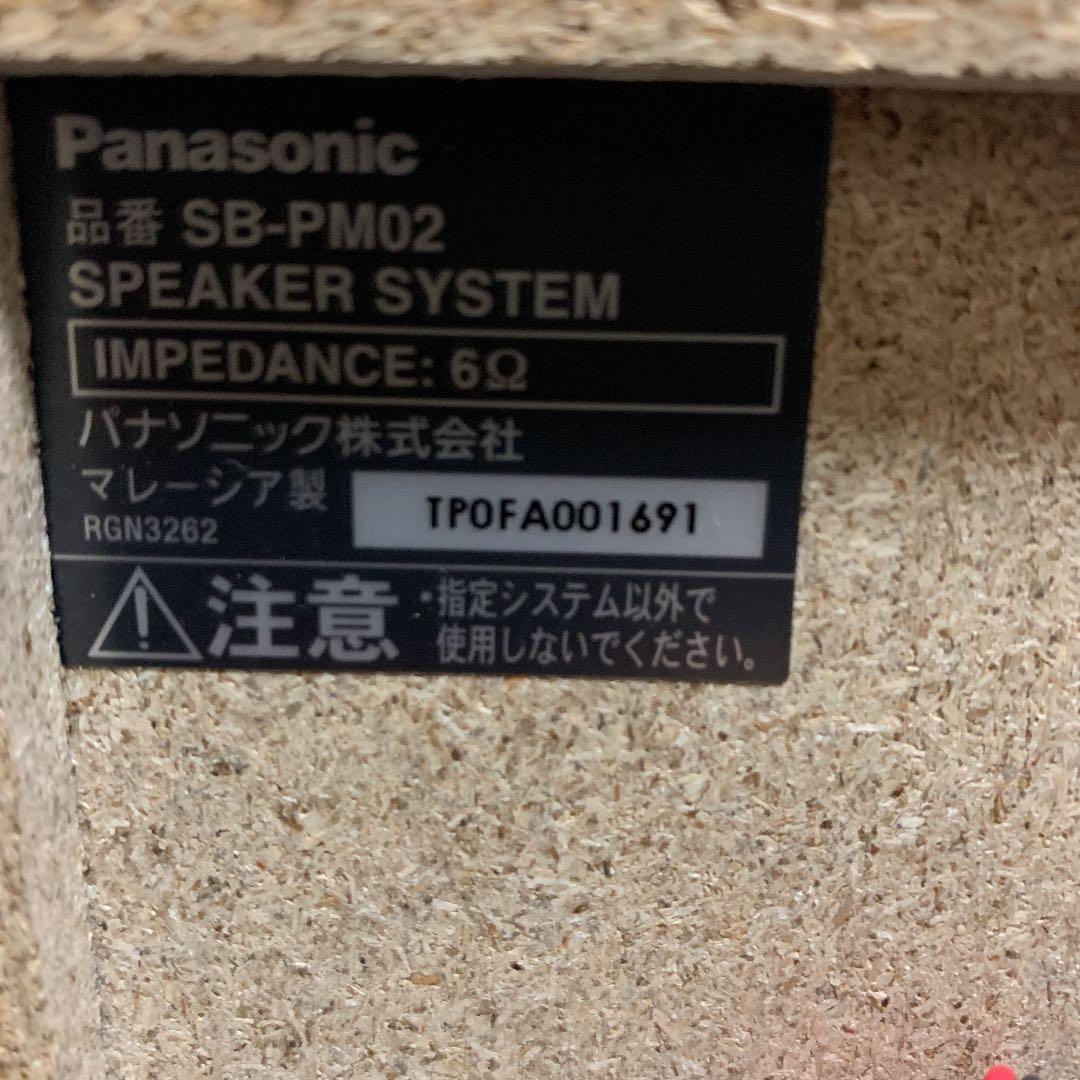 Panasonic
品番 SB-PM02
SPEAKER SYSTEM
IMPEDANCE: 6Ω
パナソニック株式会社
マレーシア製
RGN3262
TP0FA001691
注意
・指定システム以外で
使用しないでください。